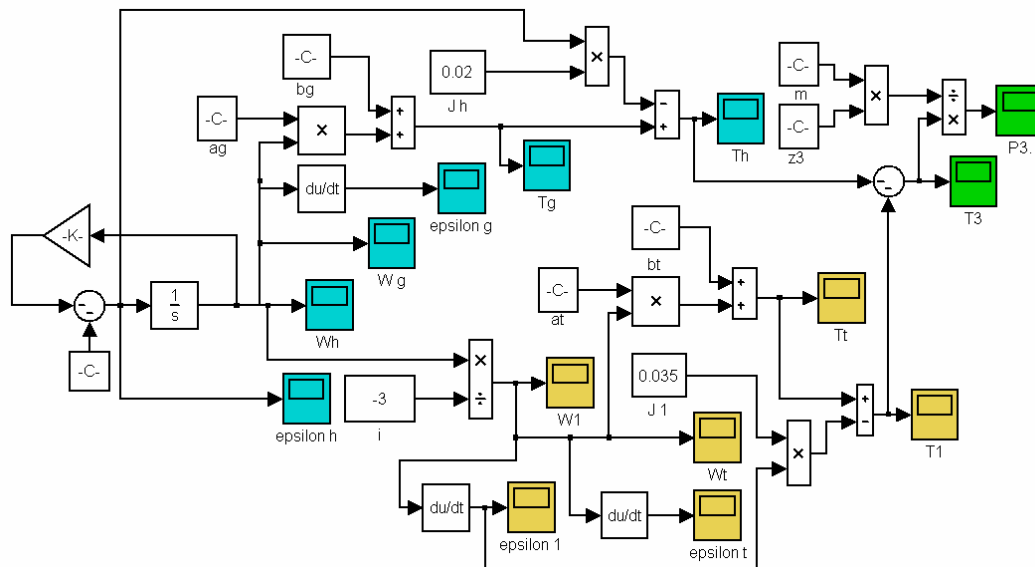 -C-
bg
0.02
J h
-C-
ag
×
+
+
×
−
+
Th
-C-
m
-C-
z3
×
÷
×
P3.
du/dt
epsilon g
Tg
- -
T3
-K-
W g
-C-
bt
-C-
at
×
+
+
Tt
- -
1
s
Wh
-C-
epsilon h
-3
i
×
÷
W1
0.035
J 1
×
+
−
T1
Wt
du/dt
epsilon 1
du/dt
epsilon t